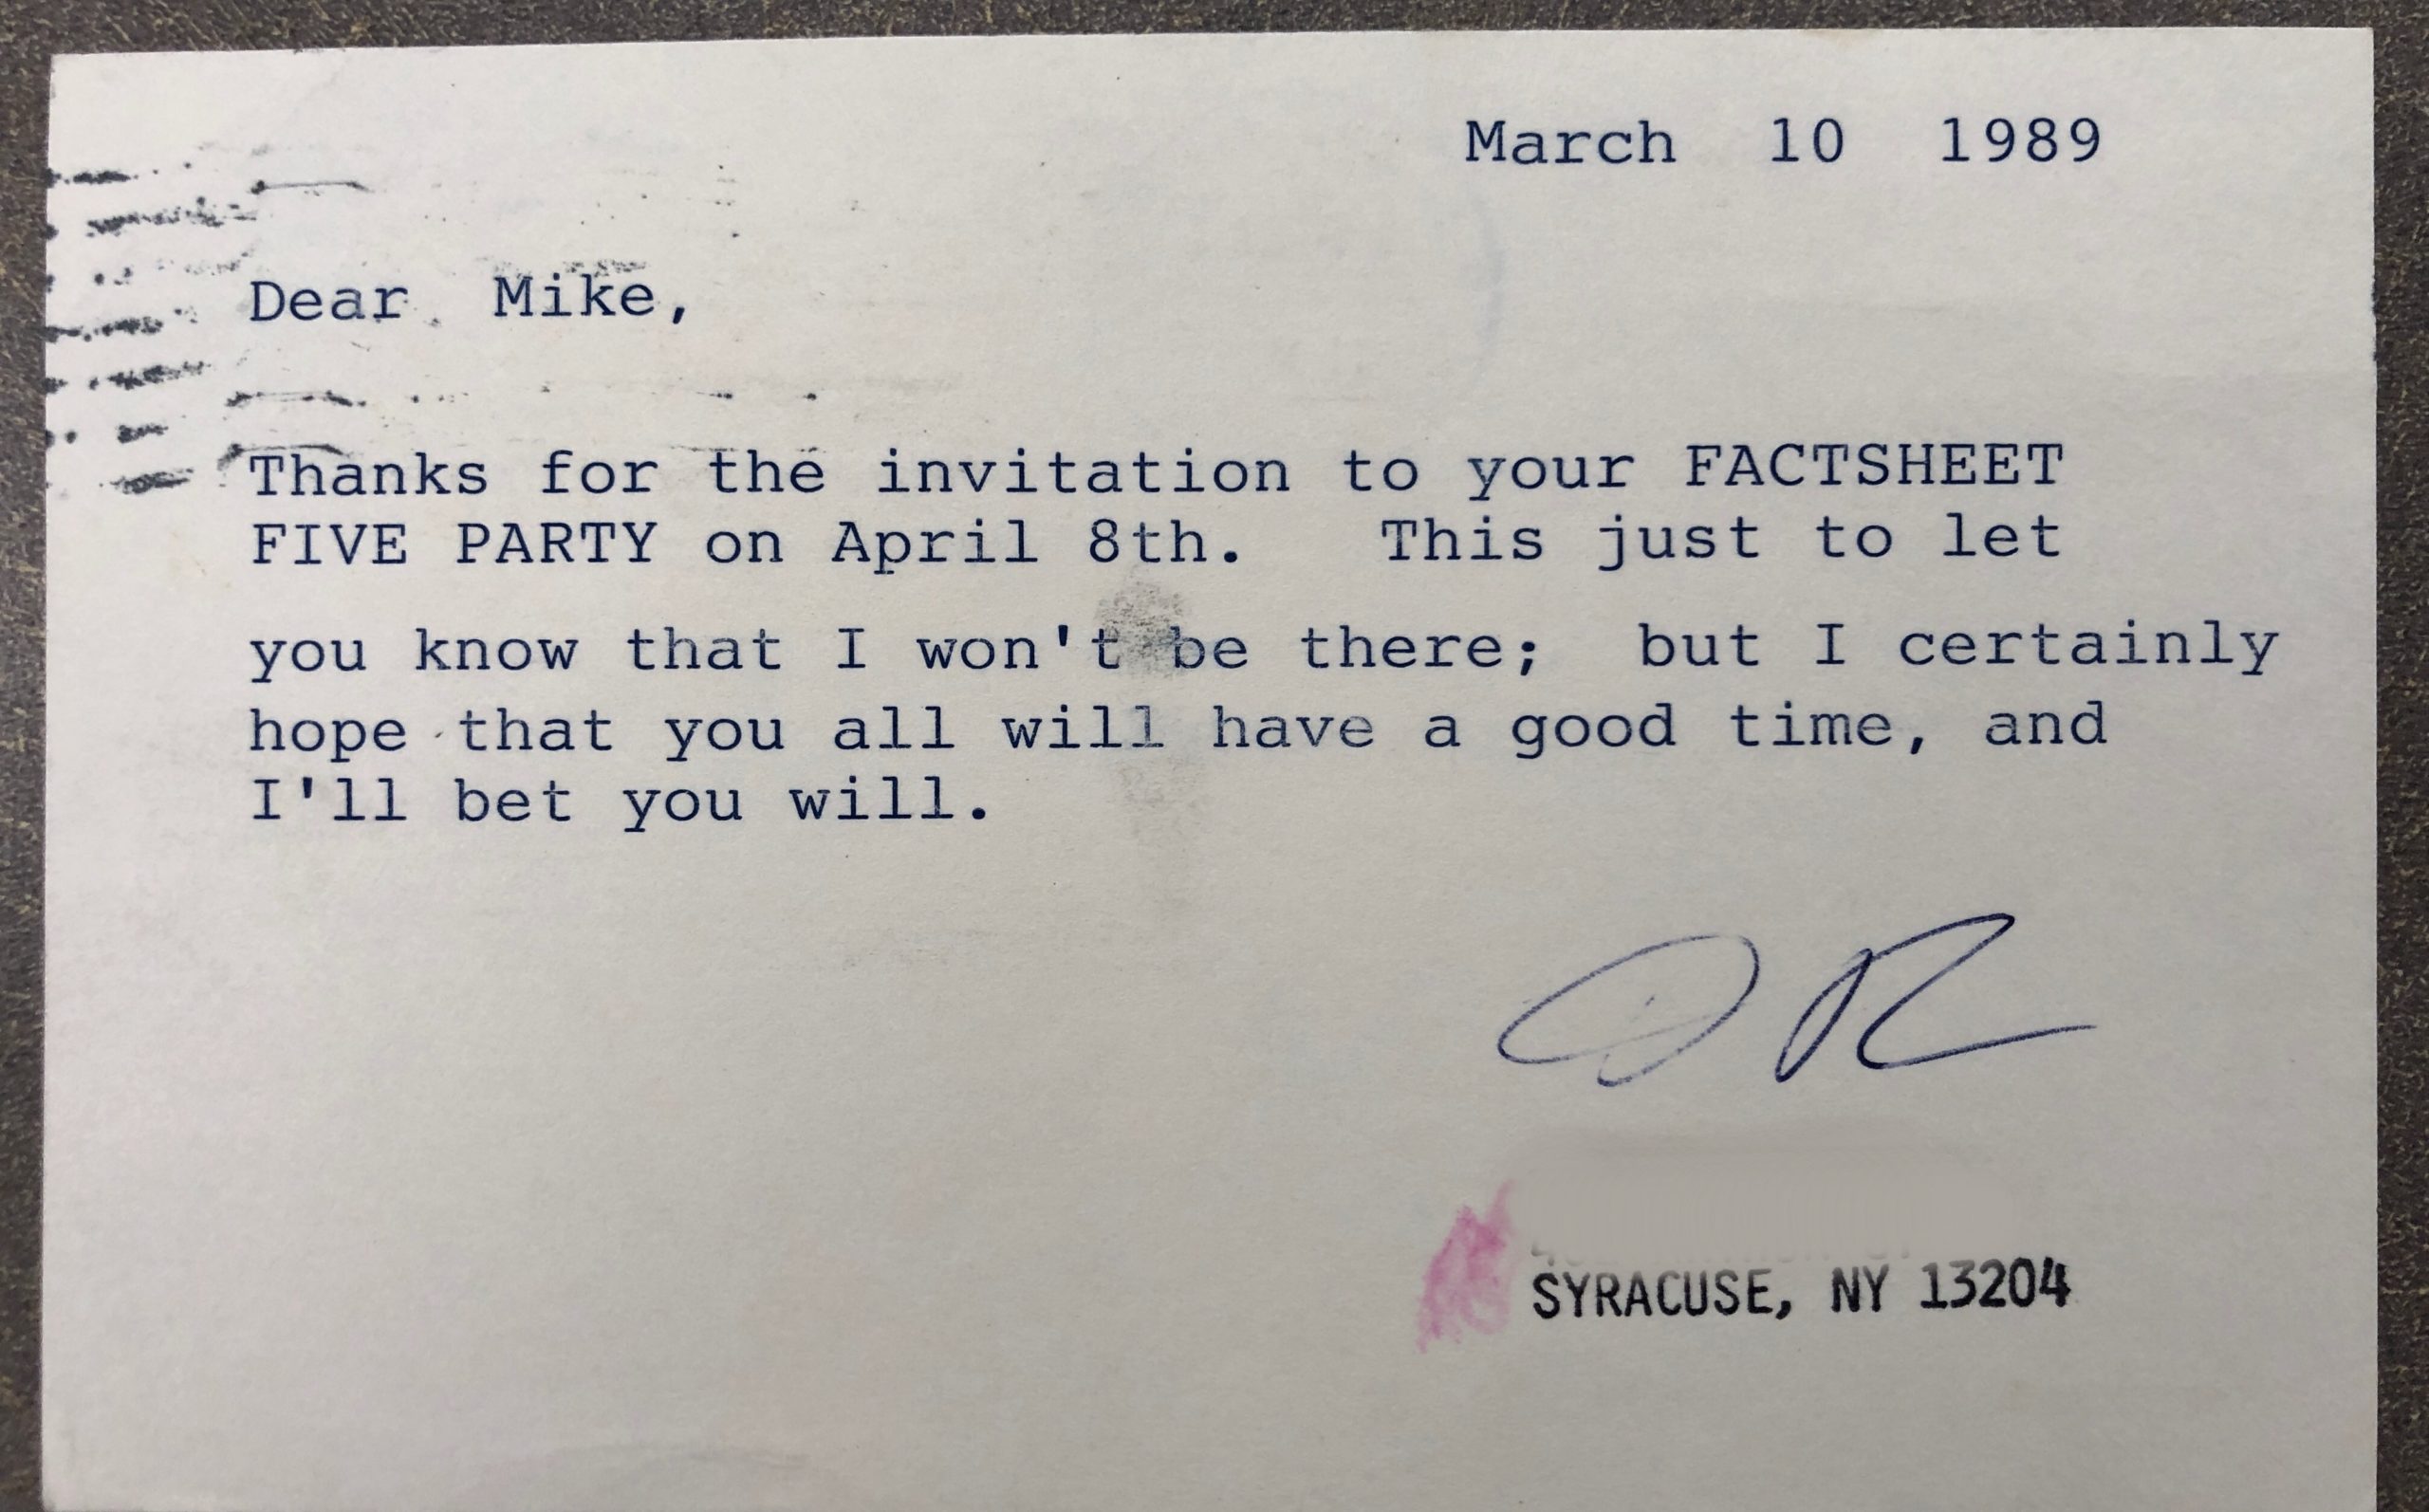 March 10 1989
Dear Mike,
Thanks for the invitation to your FACTSHEET
FIVE PARTY on April 8th. This just to let
you know that I won't be there; but I certainly
hope that you all will have a good time, and
I'll bet you will.
SYRACUSE, NY 13204